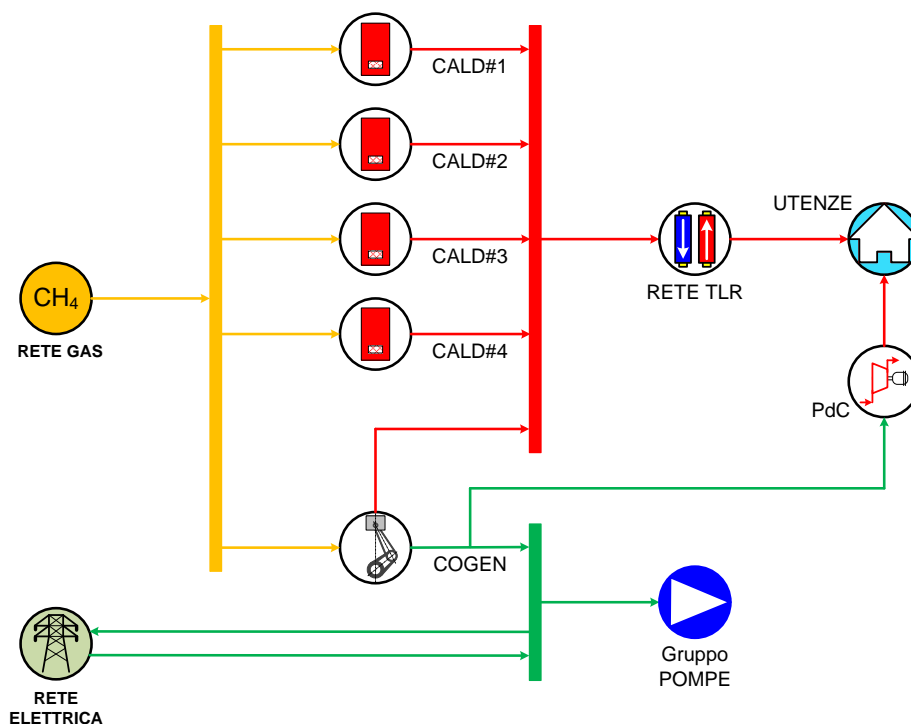 CALD#1
CALD#2
UTENZE
CALD#3
CH₄
RETE TLR
RETE GAS
CALD#4
PdC
COGEN
Gruppo
POMPE
RETE
ELETTRICA